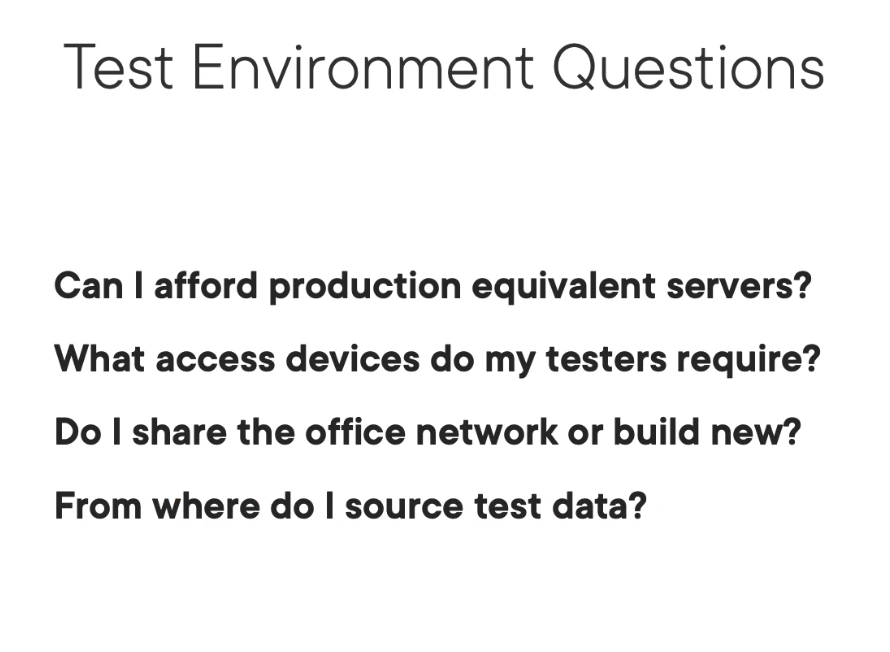 Test Environment Questions
Can I afford production equivalent servers?
What access devices do my testers require?
Do I share the office network or build new?
From where do I source test data?